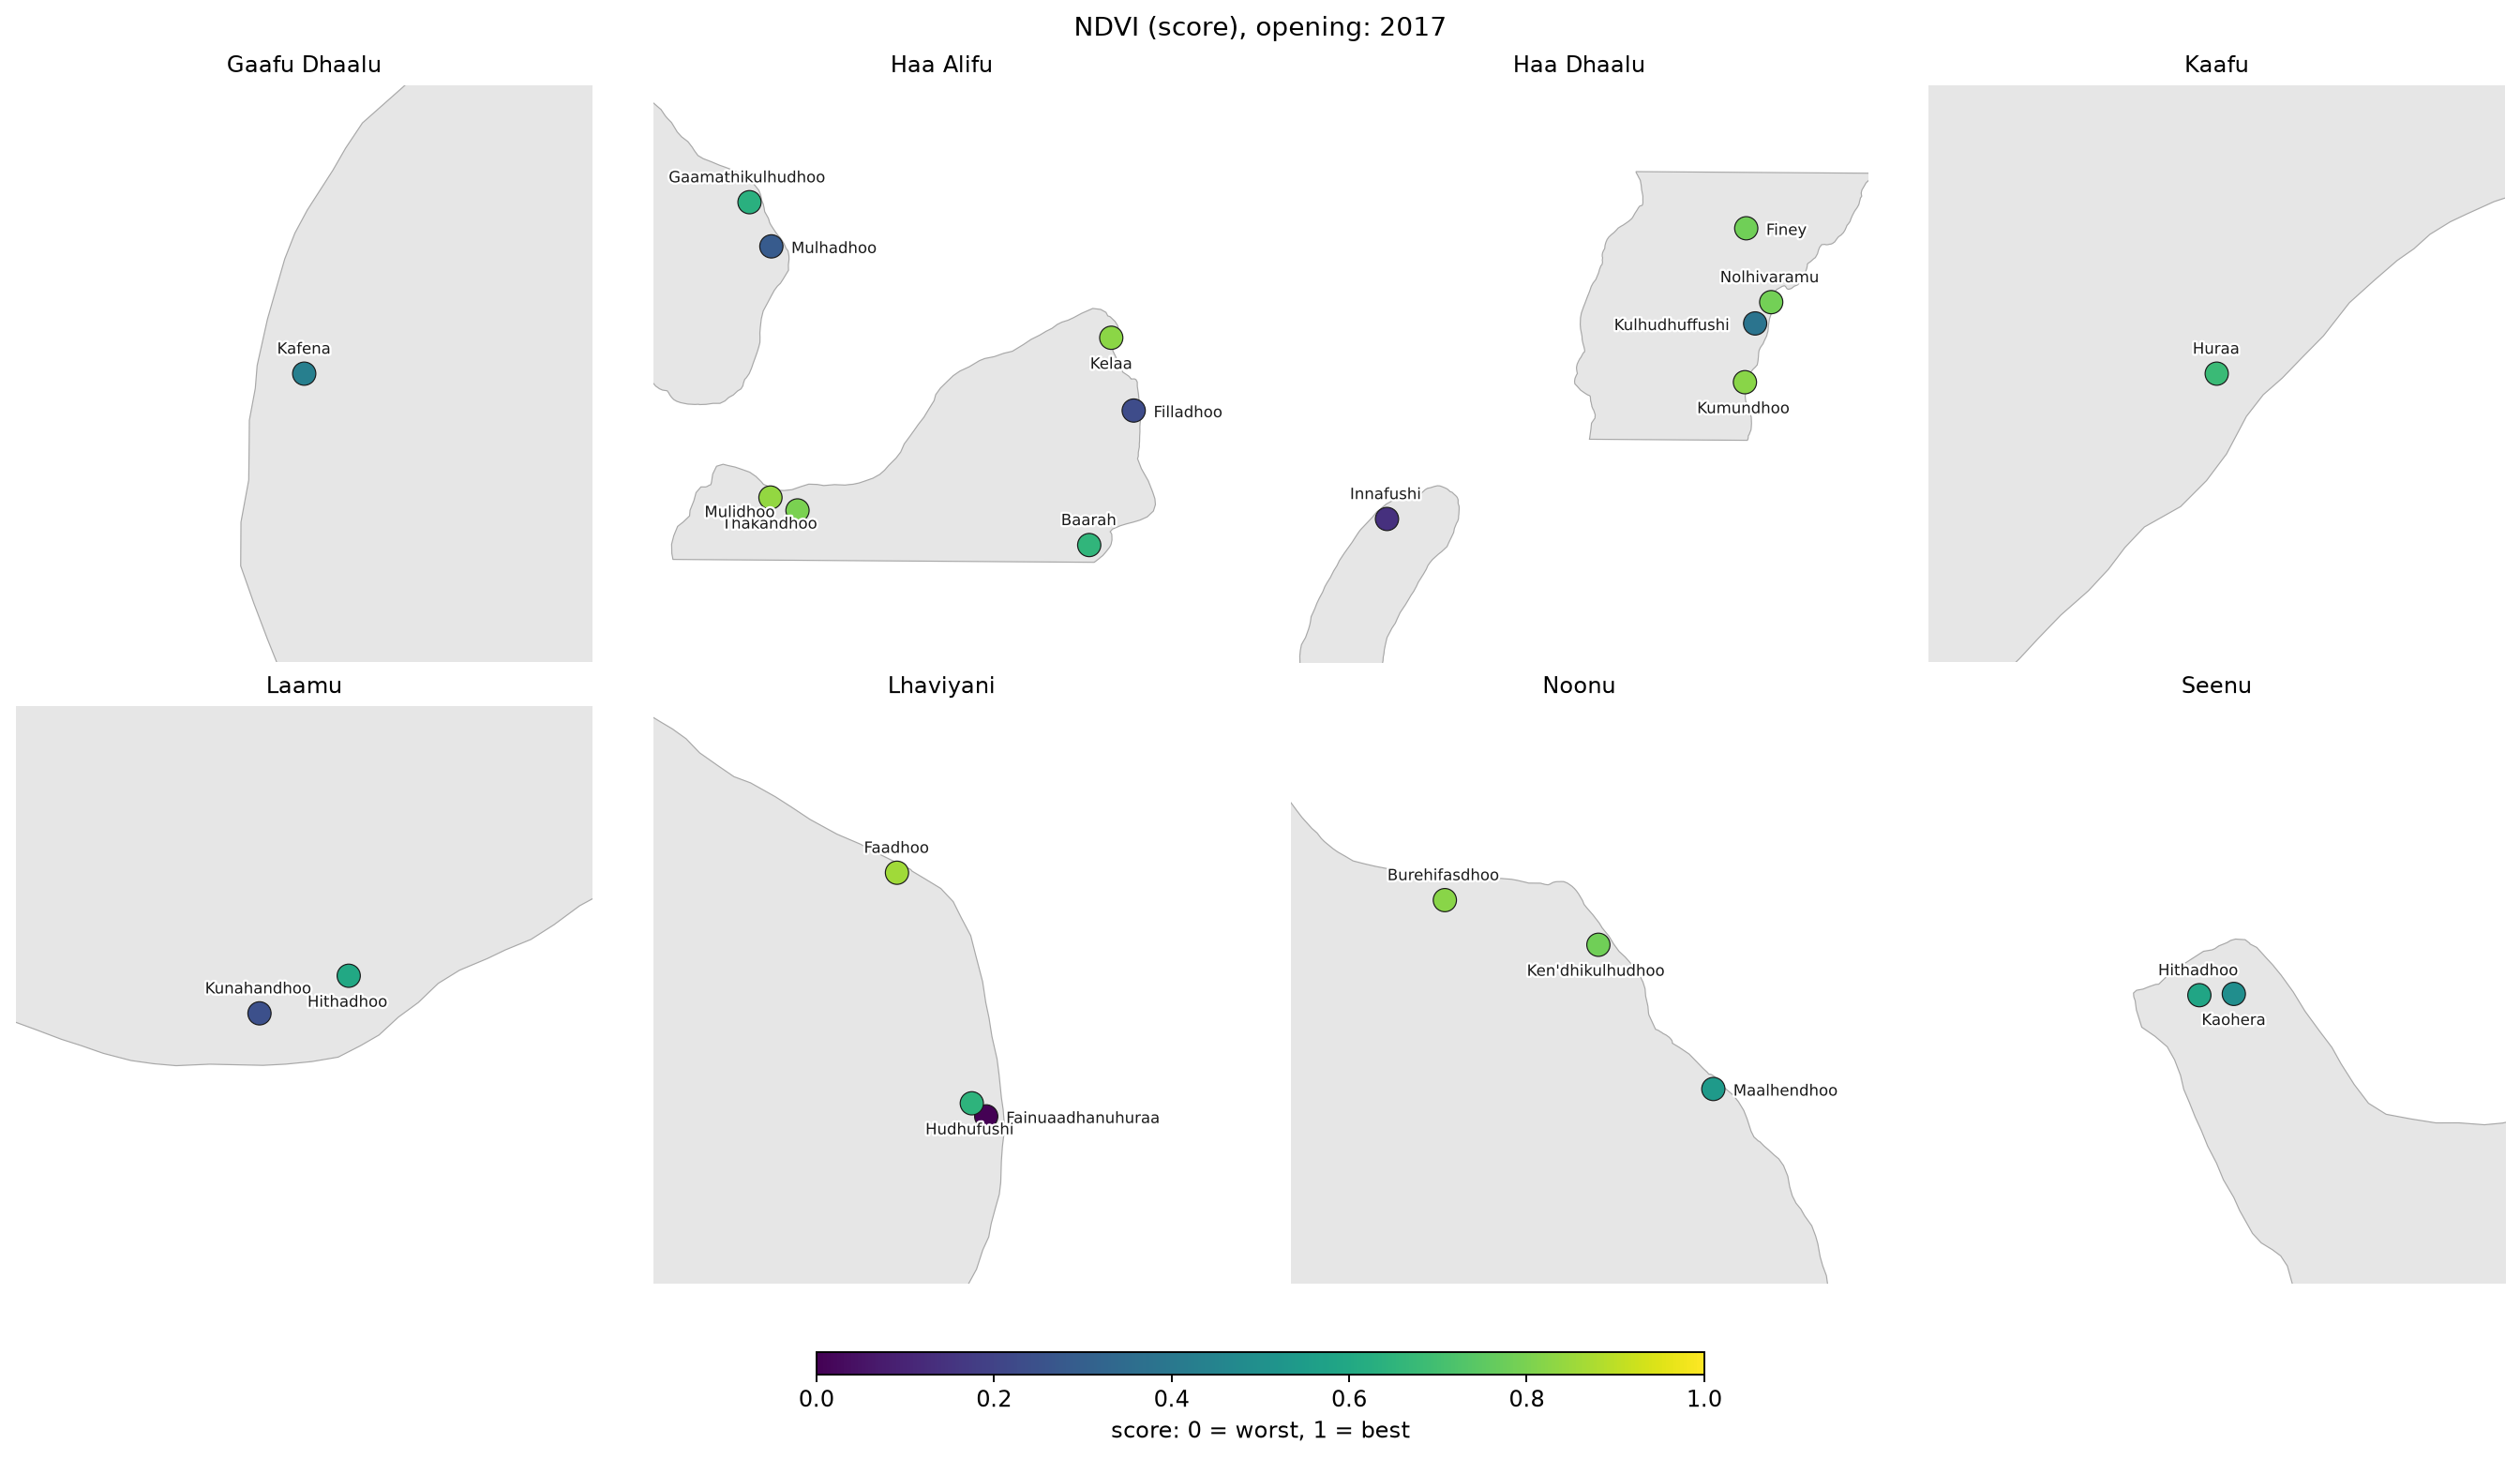 NDVI (score), opening: 2017
Gaafu Dhaalu
Kafena
Haa Alifu
Gaamathikulhudhoo
Mulhadhoo
Kelaa
Filladhoo
Mulidhoo
Thakandhoo
Baarah
Haa Dhaalu
Finey
Nolhivaramu
Kulhudhuffushi
Kumundhoo
Innafushi
Kaafu
Huraa
Laamu
Kunahandhoo
Hithadhoo
Lhaviyani
Faadhoo
Fainuaadhanuhuraa
Hudhufushi
Noonu
Burehifasdhoo
Ken'dhikulhudhoo
Maalhendhoo
Seenu
Hithadhoo
Kaohera
0.0 0.2 0.4 0.6 0.8 1.0
score: 0 = worst, 1 = best